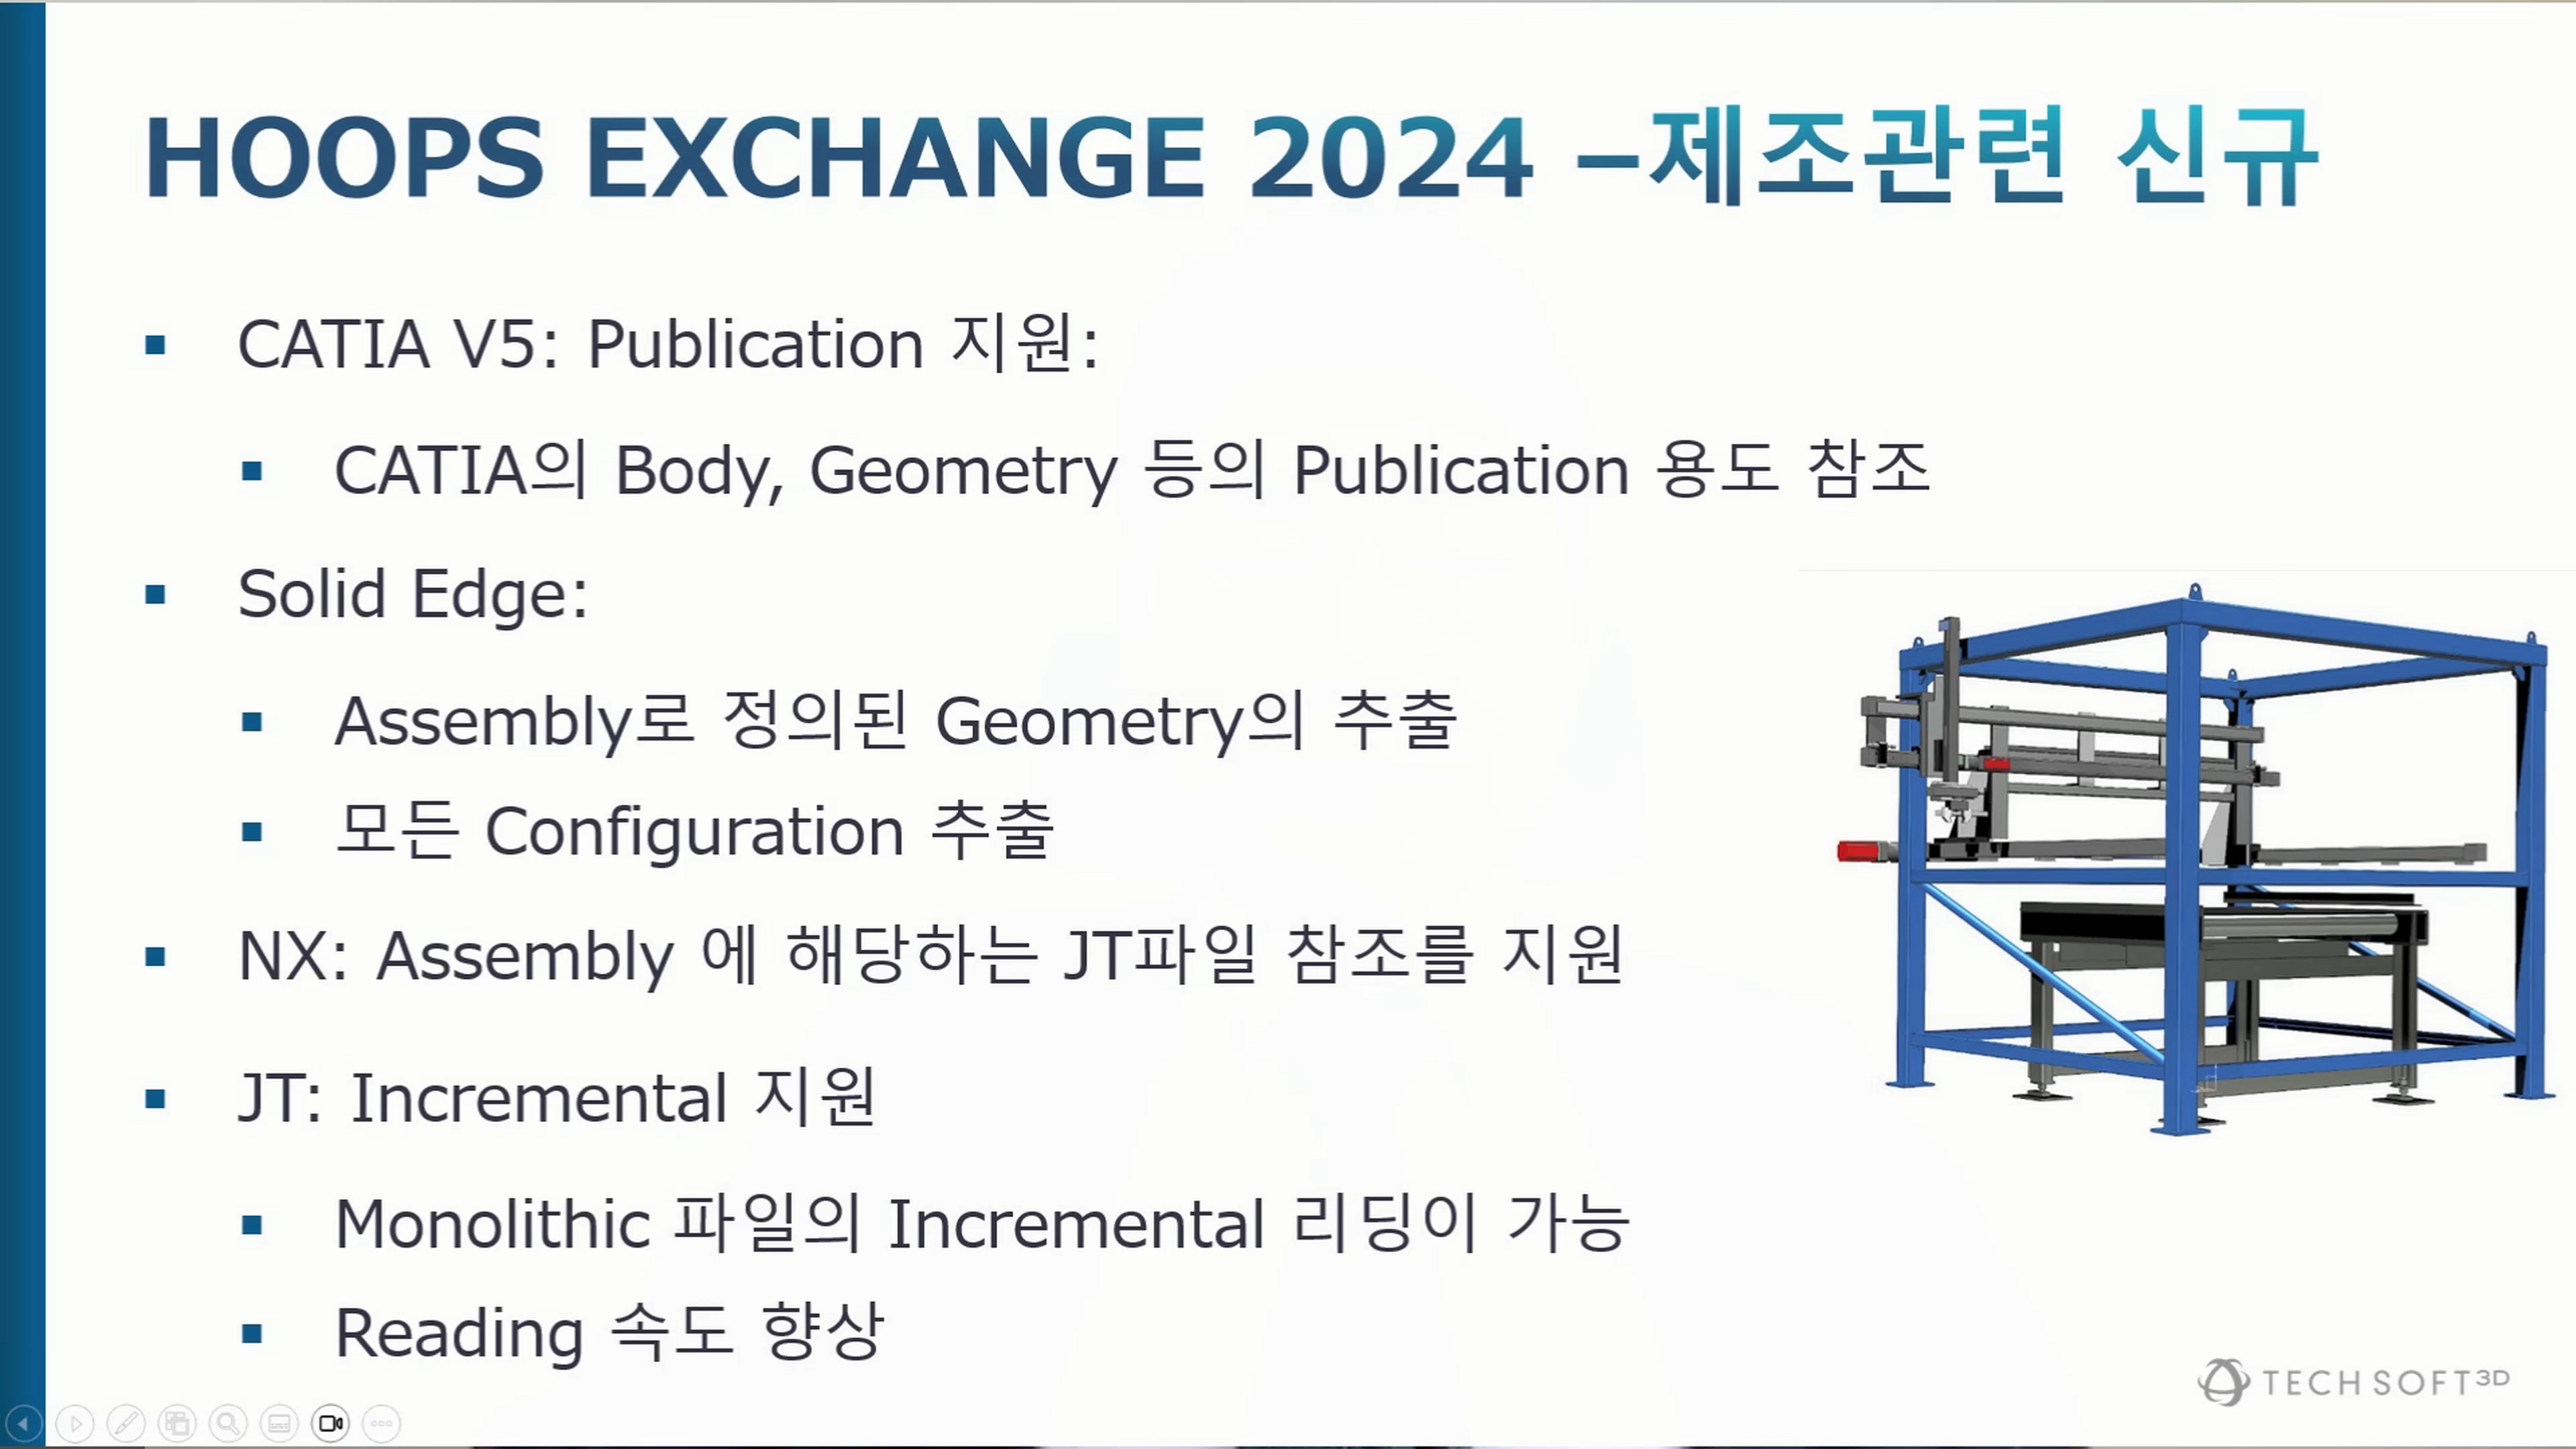 HOOPS EXCHANGE 2024 –제조관련 신규
CATIA V5: Publication 지원:
CATIA의 Body, Geometry 등의 Publication 용도 참조
Solid Edge:
Assembly로 정의된 Geometry의 추출
모든 Configuration 추출
NX: Assembly 에 해당하는 JT파일 참조를 지원
JT: Incremental 지원
Monolithic 파일의 Incremental 리딩이 가능
Reading 속도 향상
TECH SOFT 3D